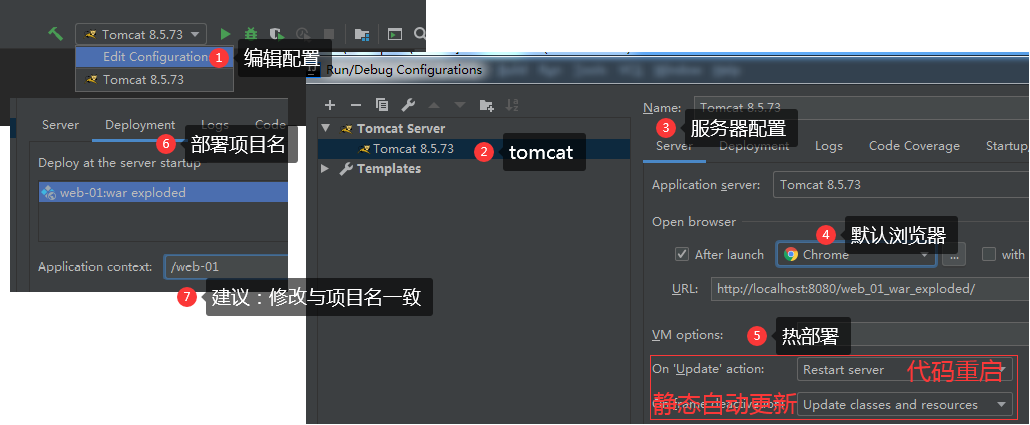 Tomcat 8.5.73
Edit Configuration
1
编辑配置
Tomcat 8.5.73
Server
Deployment
Logs
Code
6
部署项目名
Deploy at the server startup
web-01:war exploded
Application context:
/web-01
7
建议：修改与项目名一致
Run/Debug Configurations
Tomcat Server
Tomcat 8.5.73
2
tomcat
Templates
Name:
Tomcat 8.5.73
3
服务器配置
Server
Deployment
Logs
Code Coverage
Startup/
Application server:
Tomcat 8.5.73
Open browser
4
默认浏览器
After launch
Chrome
...
with
URL:
http://localhost:8080/web_01_war_exploded/
VM options:
5
热部署
On 'Update' action:
Restart server
代码重启
静态自动更新
Update classes and resources